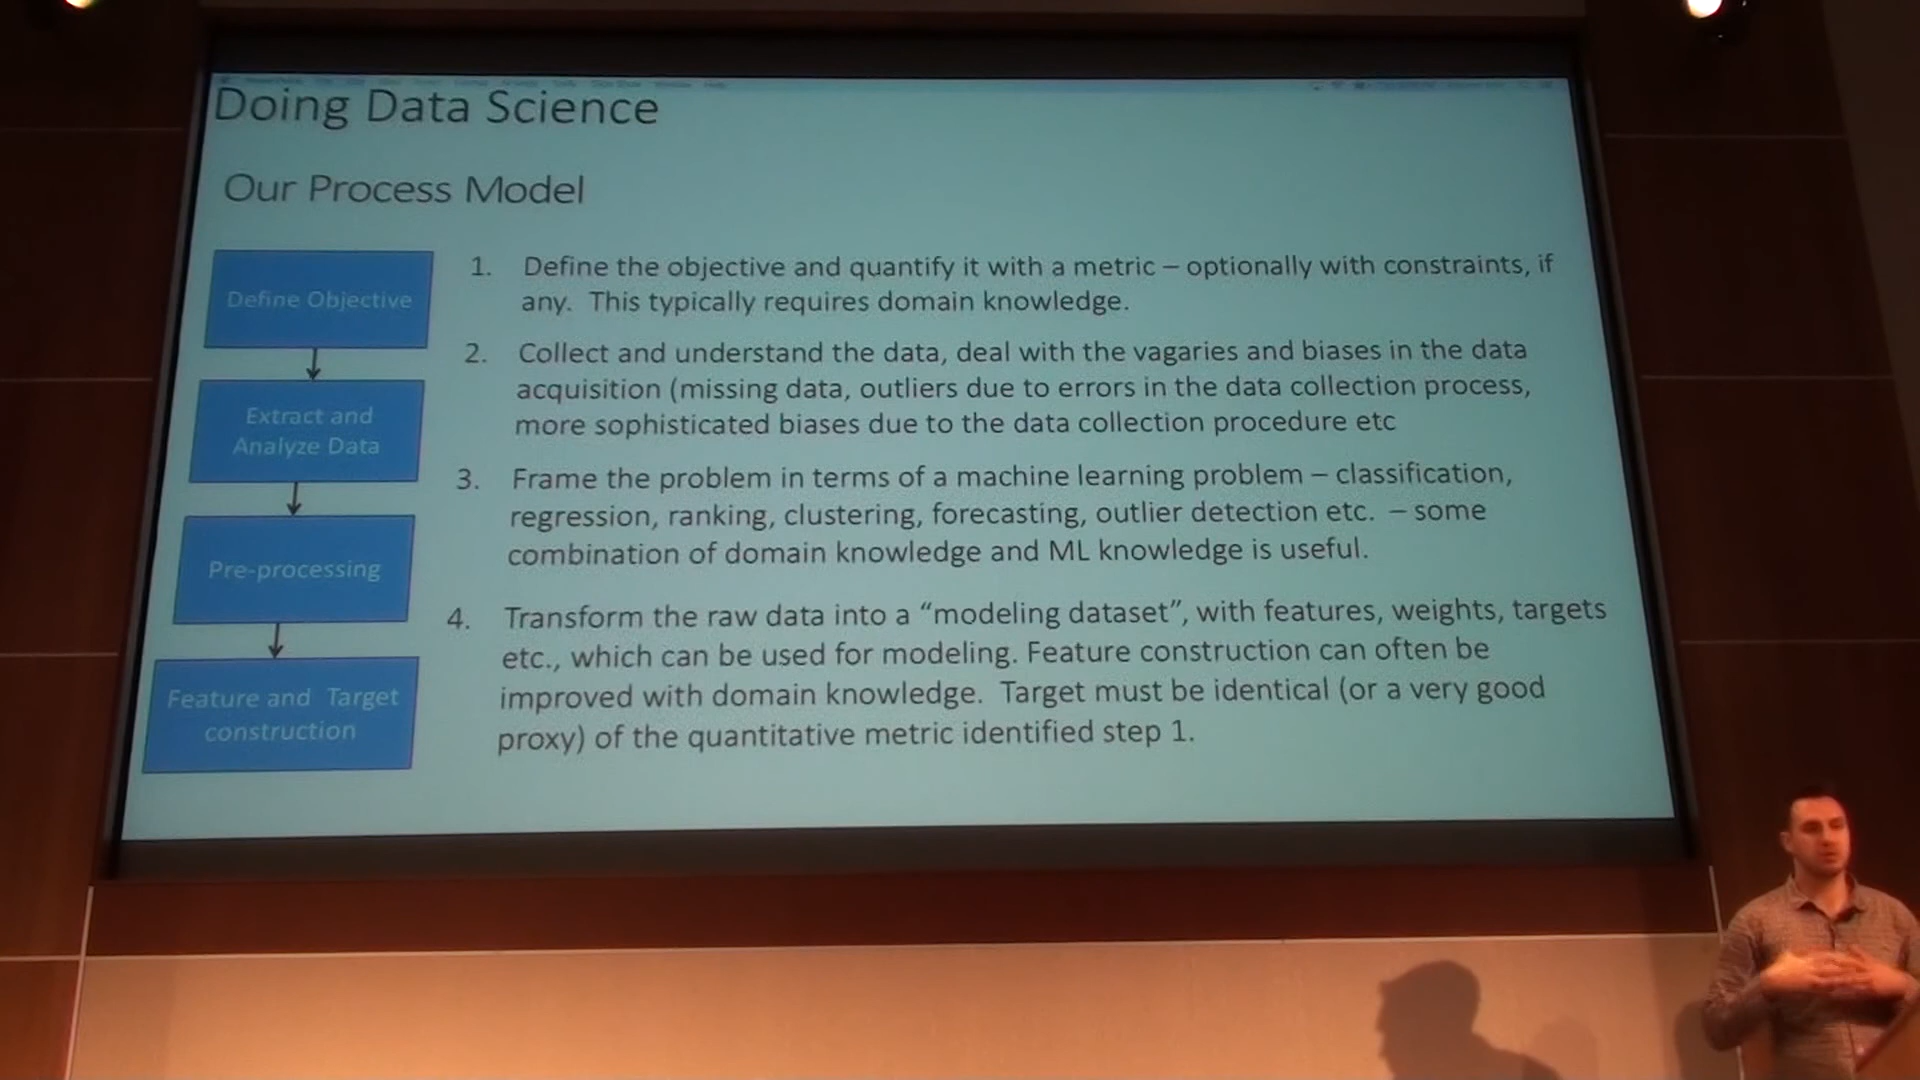 Doing Data Science
Our Process Model
Define Objective
Extract and
Analyze Data
Pre-processing
Feature and Target
construction
1. Define the objective and quantify it with a metric – optionally with constraints, if
any. This typically requires domain knowledge.
2. Collect and understand the data, deal with the vagaries and biases in the data
acquisition (missing data, outliers due to errors in the data collection process,
more sophisticated biases due to the data collection procedure etc
3. Frame the problem in terms of a machine learning problem – classification,
regression, ranking, clustering, forecasting, outlier detection etc. – some
combination of domain knowledge and ML knowledge is useful.
4. Transform the raw data into a “modeling dataset”, with features, weights, targets
etc., which can be used for modeling. Feature construction can often be
improved with domain knowledge. Target must be identical (or a very good
proxy) of the quantitative metric identified step 1.